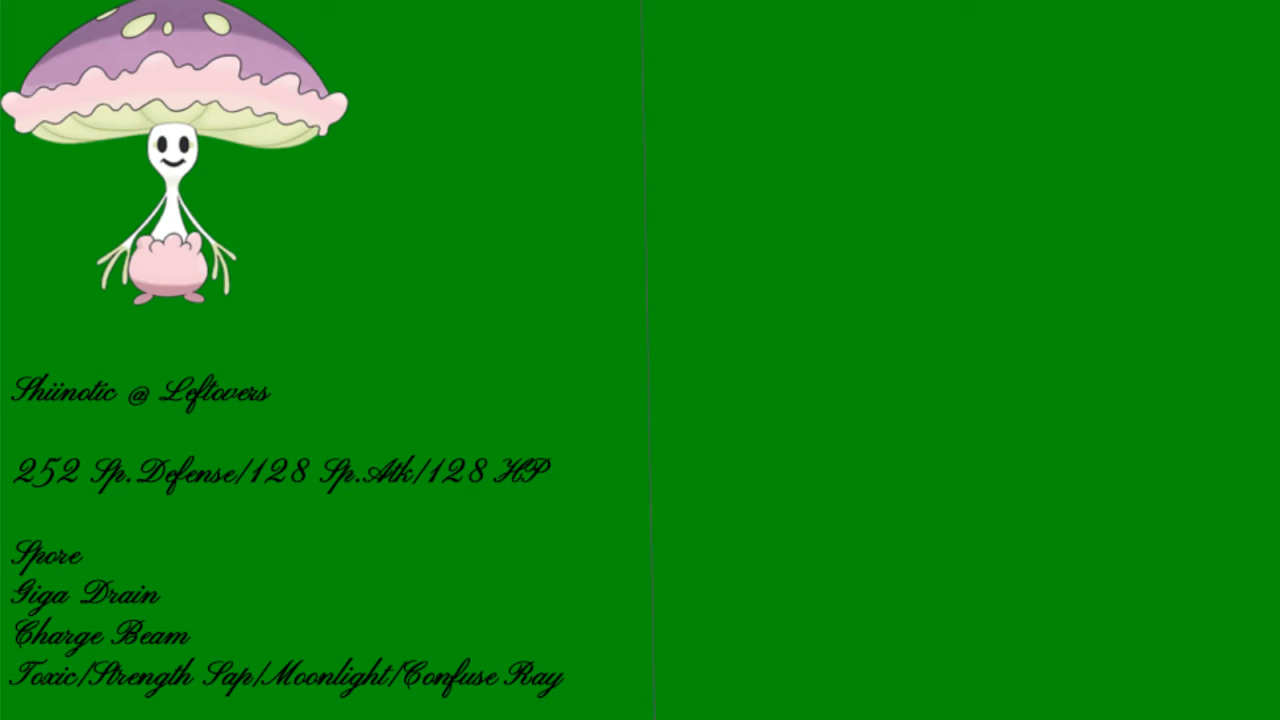 Shiinotic @ Leftovers
252 Sp.Defense/128 Sp.Atk/128 HP
Spore
Giga Drain
Charge Beam
Toxic/Strength Sap/Moonlight/Confuse Ray